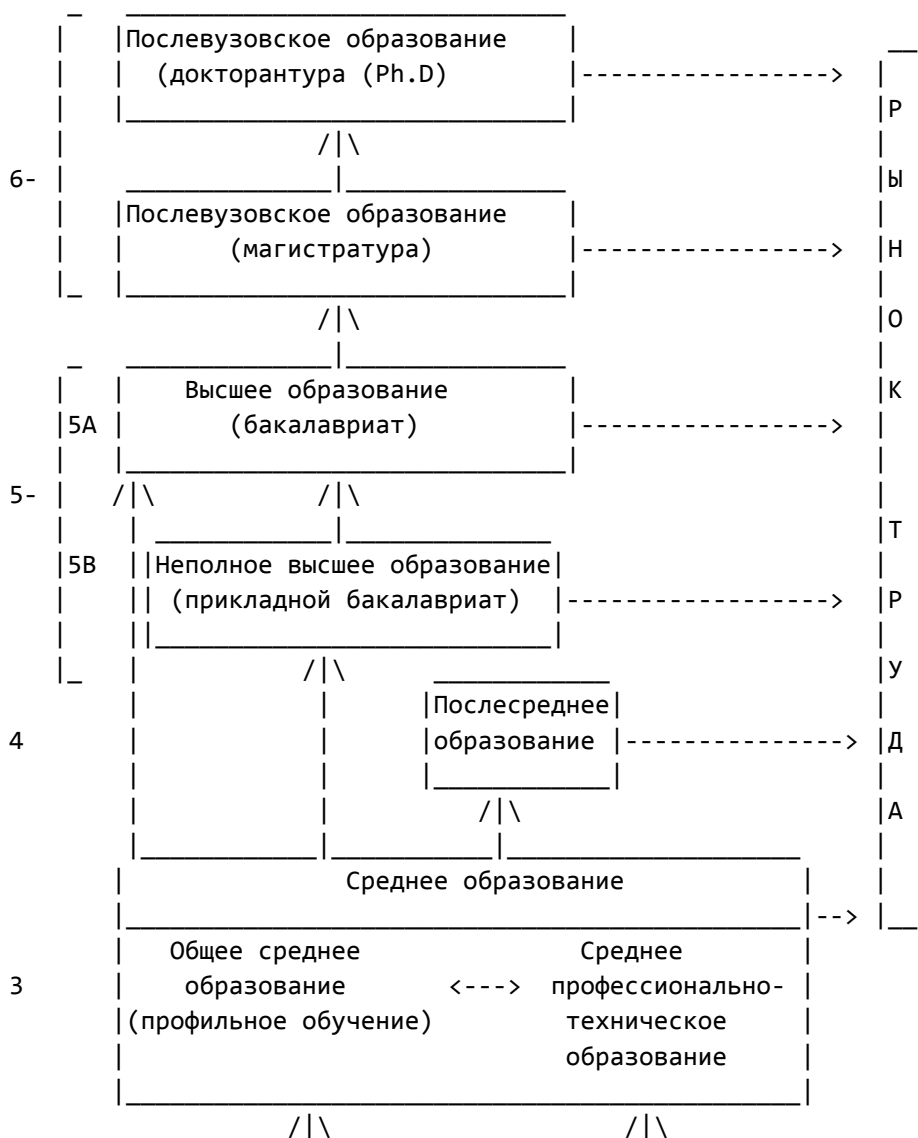 Послевузовское образование
(докторантура (Ph.D)
6-
Послевузовское образование
(магистратура)
Высшее образование
5А
(бакалавриат)
5-
5В
Неполное высшее образование
(прикладной бакалавриат)
Послесреднее
4
образование
Среднее образование
Общее среднее
Среднее
3
образование
<--->
профессионально-
(профильное обучение)
техническое
образование
Р
Ы
Н
О
К
Т
Р
У
Д
А